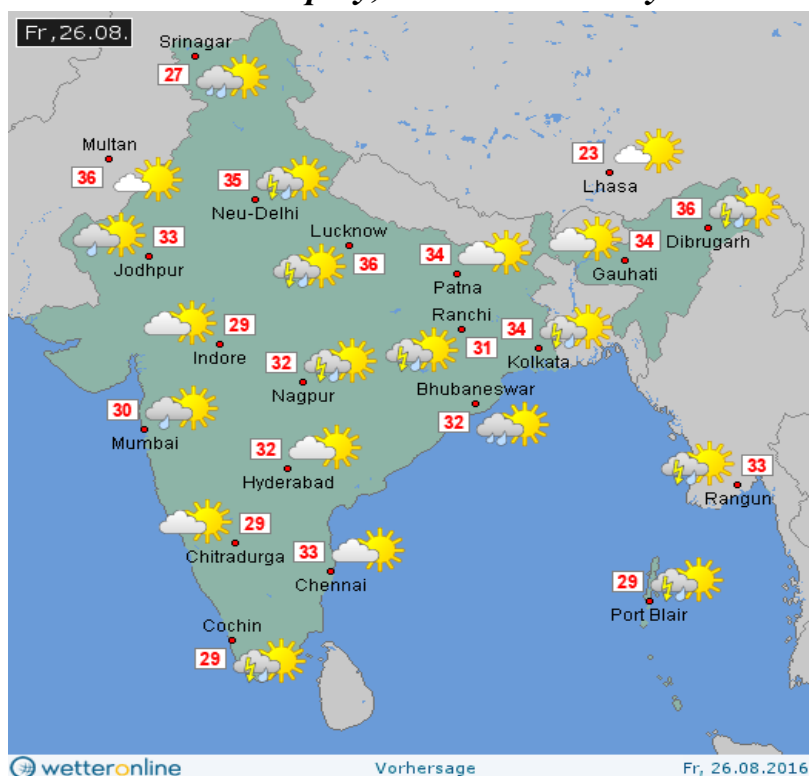 Fr,26.08.
Srinagar
27
Multan
36
35
Neu-Delhi
23
Lhasa
36
Dibrugarh
33
Jodhpur
Lucknow
36
34
Patna
34
Gauhati
29
Indore
Ranchi
31
34
Kolkata
32
Nagpur
Bhubaneswar
32
30
Mumbai
32
Hyderabad
33
Rangun
29
Chitradurga
33
Chennai
29
Port Blair
Cochin
29
wetteronline Vorhersage Fr, 26.08.2016